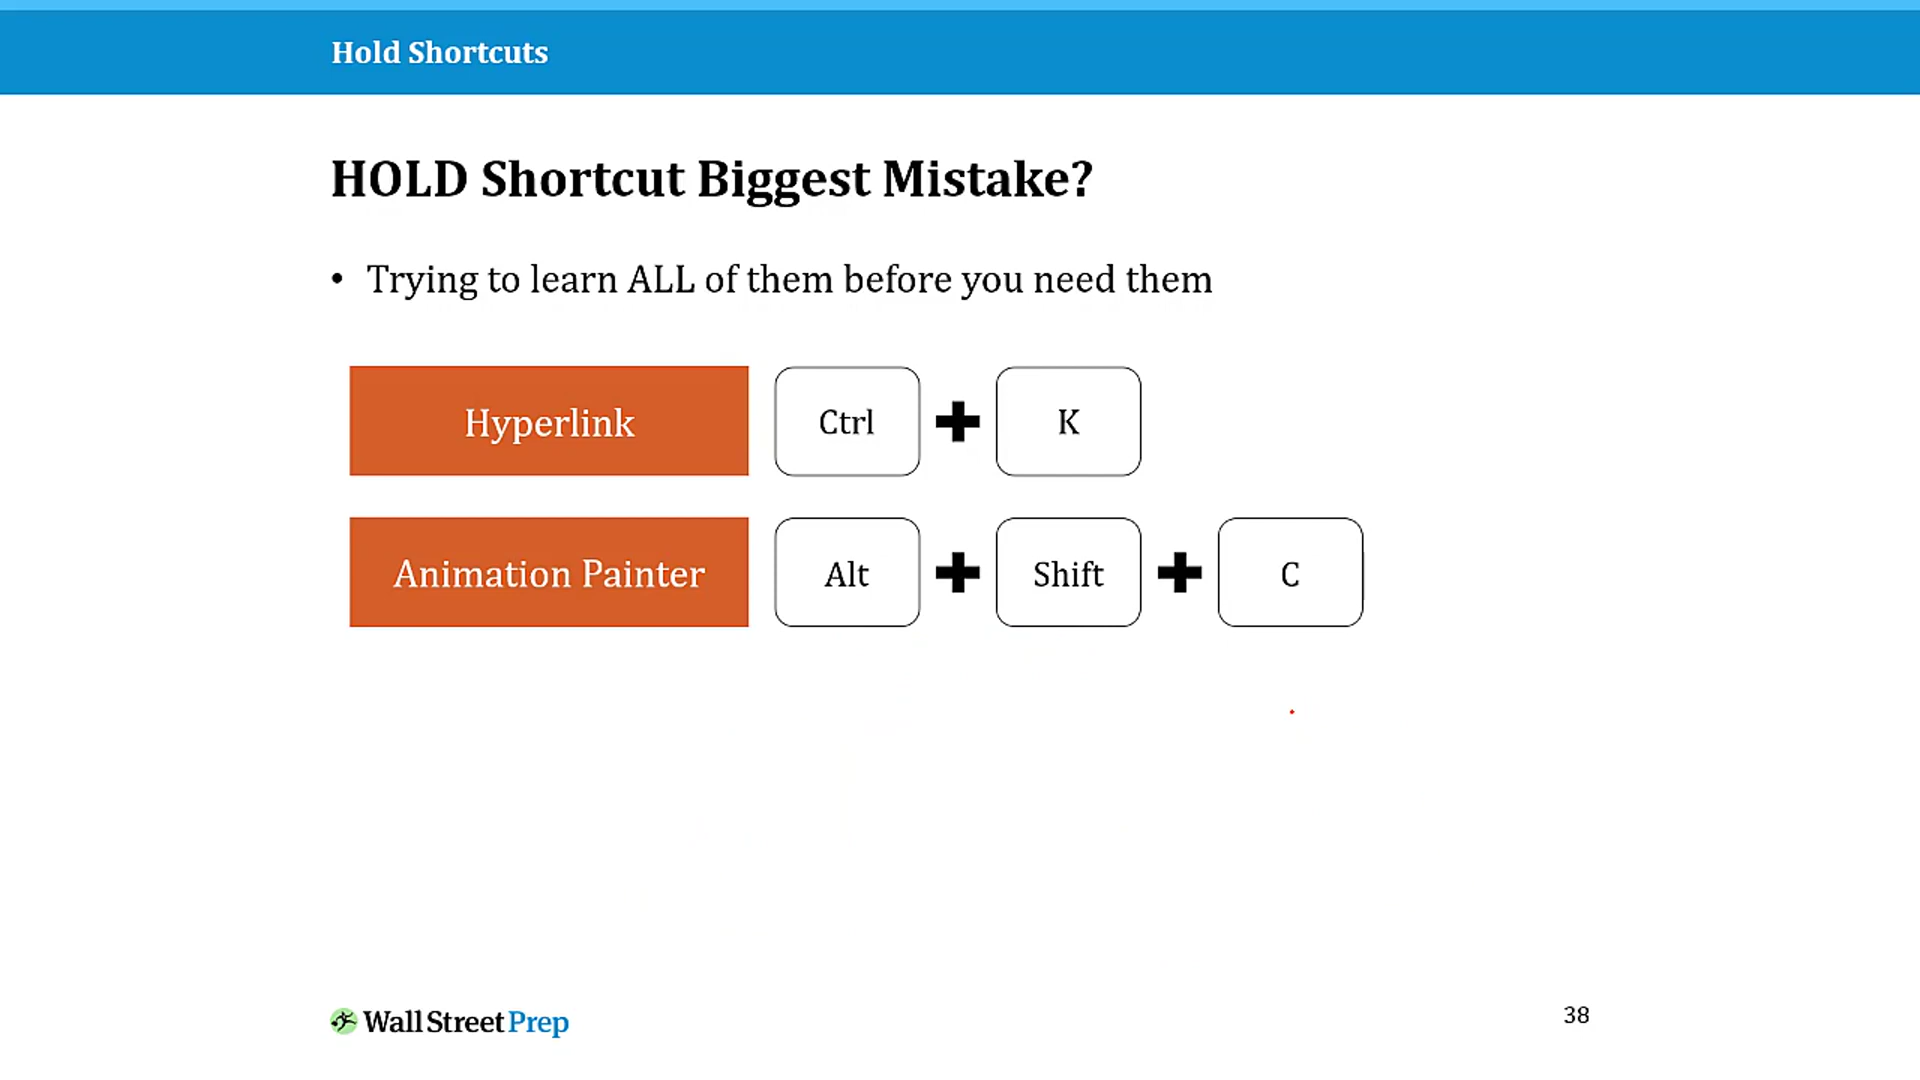 Hold Shortcuts
HOLD Shortcut Biggest Mistake?
• Trying to learn ALL of them before you need them
Hyperlink Ctrl + K
Animation Painter Alt + Shift + C
Wall Street Prep
38